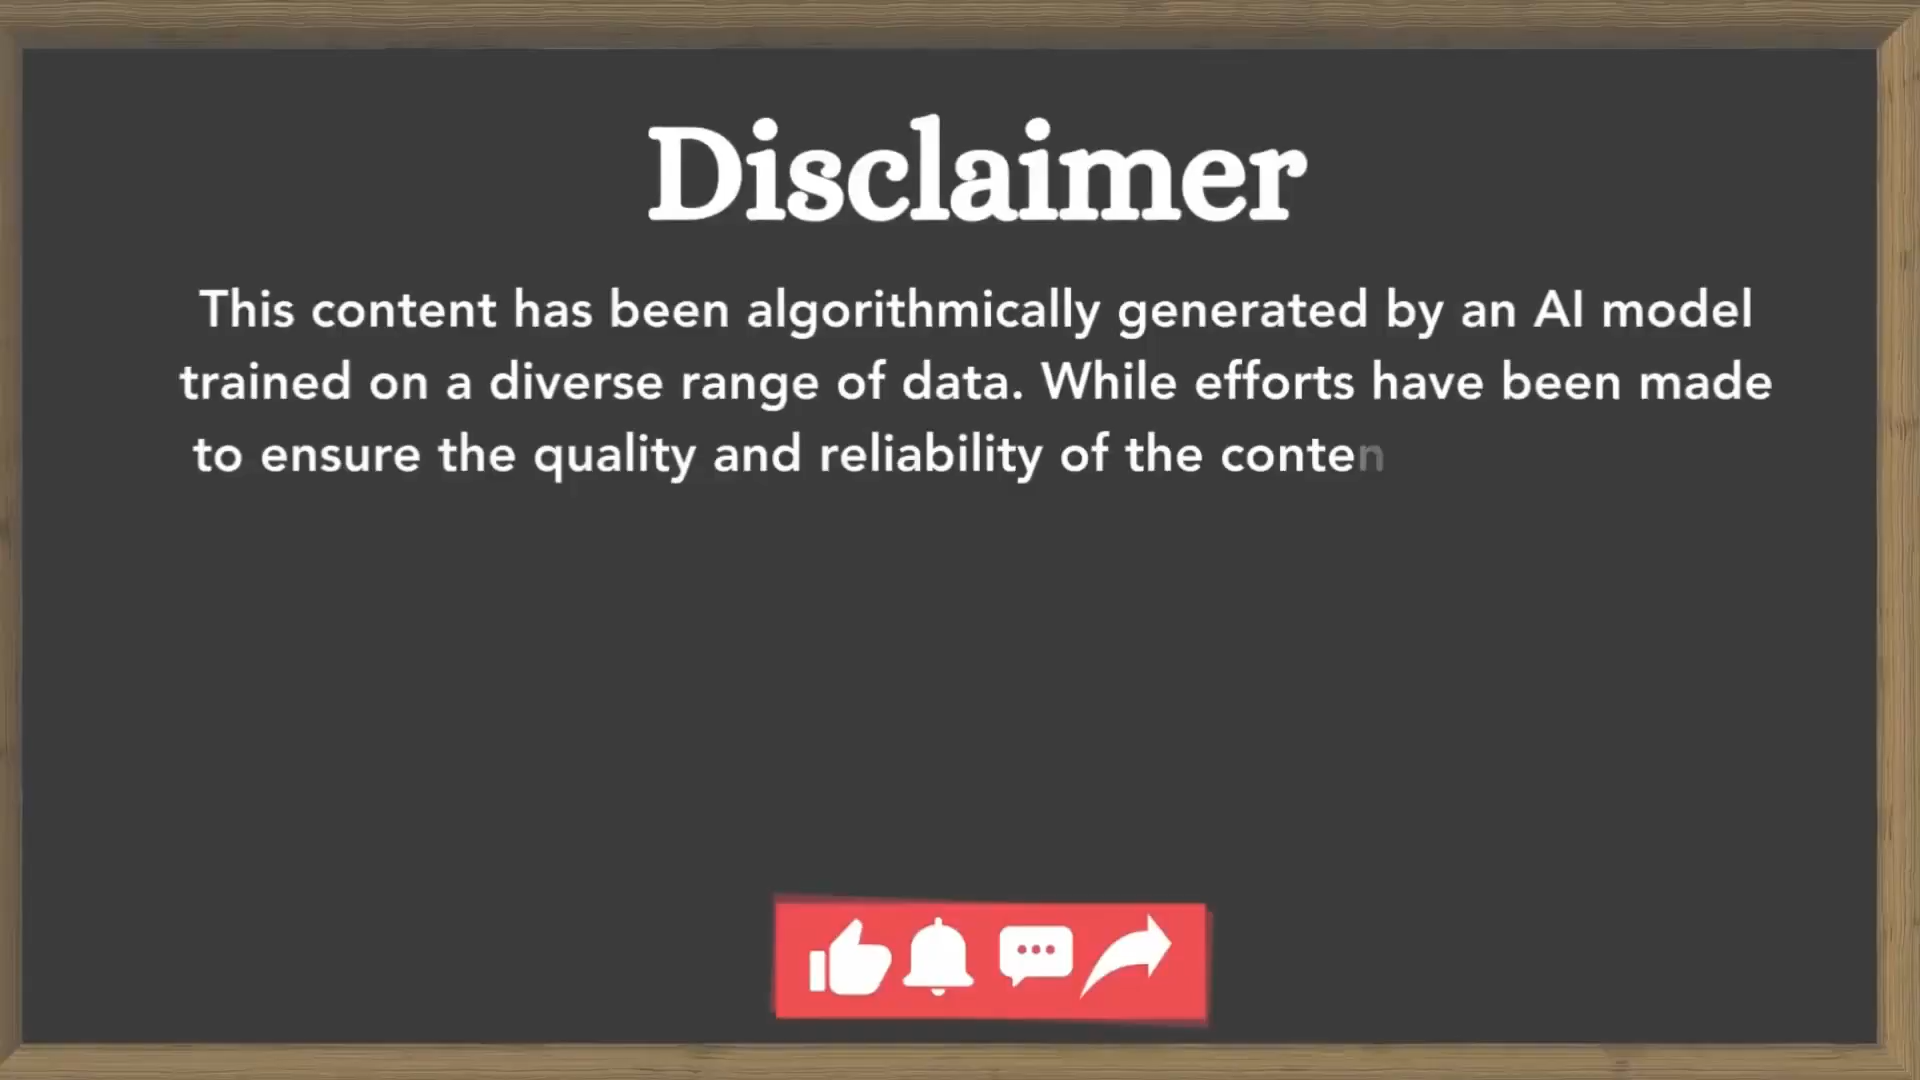 Disclaimer
This content has been algorithmically generated by an AI model
trained on a diverse range of data. While efforts have been made
to ensure the quality and reliability of the conten